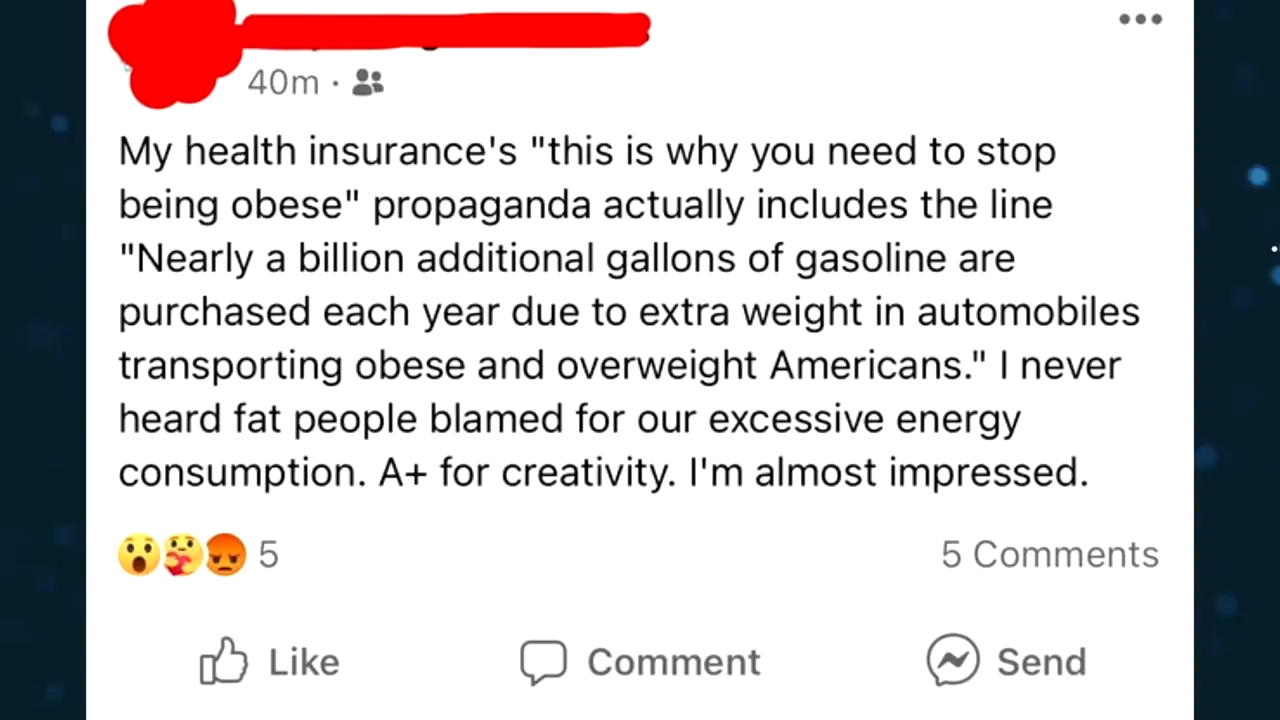 40m ·
My health insurance's "this is why you need to stop
being obese" propaganda actually includes the line
"Nearly a billion additional gallons of gasoline are
purchased each year due to extra weight in automobiles
transporting obese and overweight Americans." I never
heard fat people blamed for our excessive energy
consumption. A+ for creativity. I'm almost impressed.
5
5 Comments
Like
Comment
Send